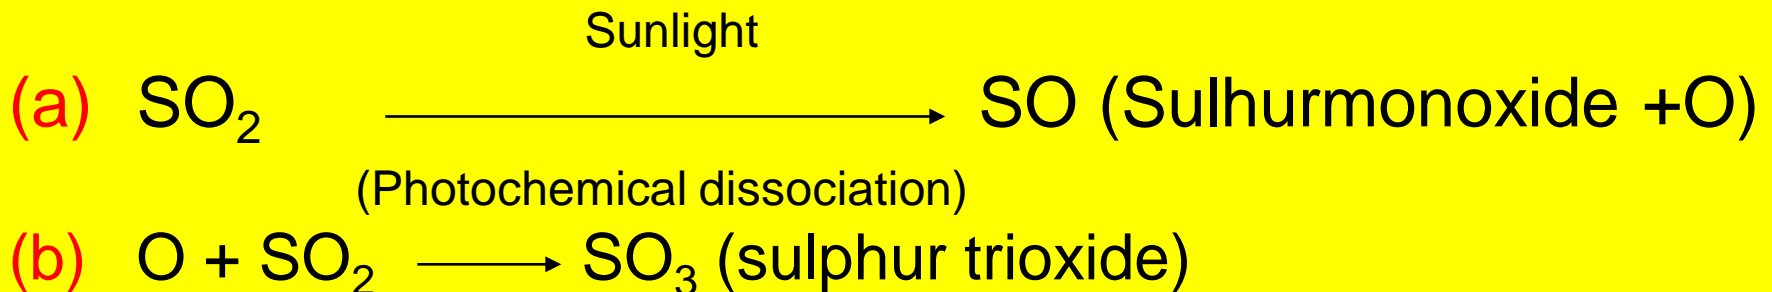 Sunlight
(a) SO₂ ⟶ SO (Sulhurmonoxide +O)
(Photochemical dissociation)
(b) O + SO₂ ⟶ SO₃ (sulphur trioxide)